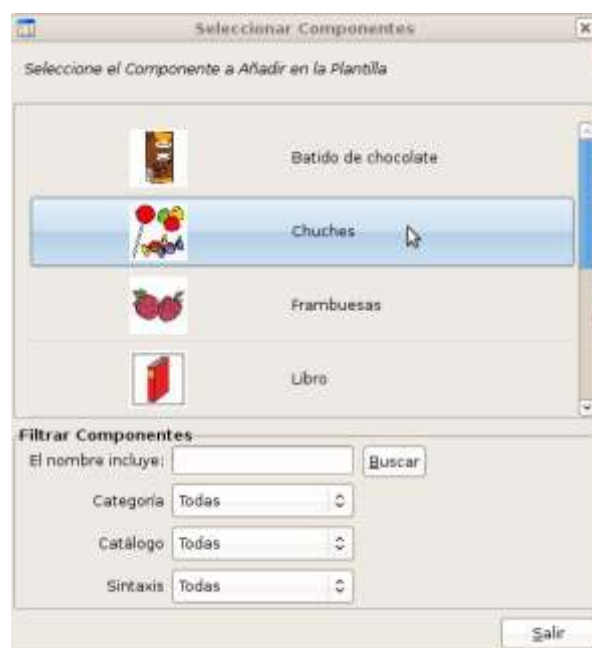 Seleccionar Componentes
Seleccione el Componente a Añadir en la Plantilla
Batido de chocolate
Chuches
Frambuesas
Libro
Filtrar Componentes
El nombre incluye:
Buscar
Categoría Todas
Catálogo Todas
Sintaxis Todas
Salir